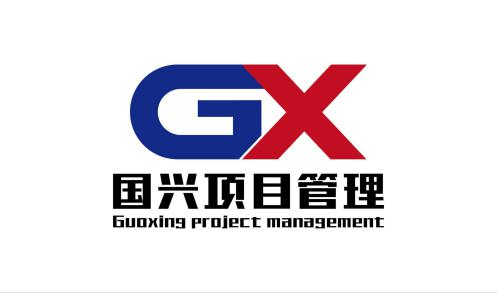 GX
国兴项目管理
Guoxing project management